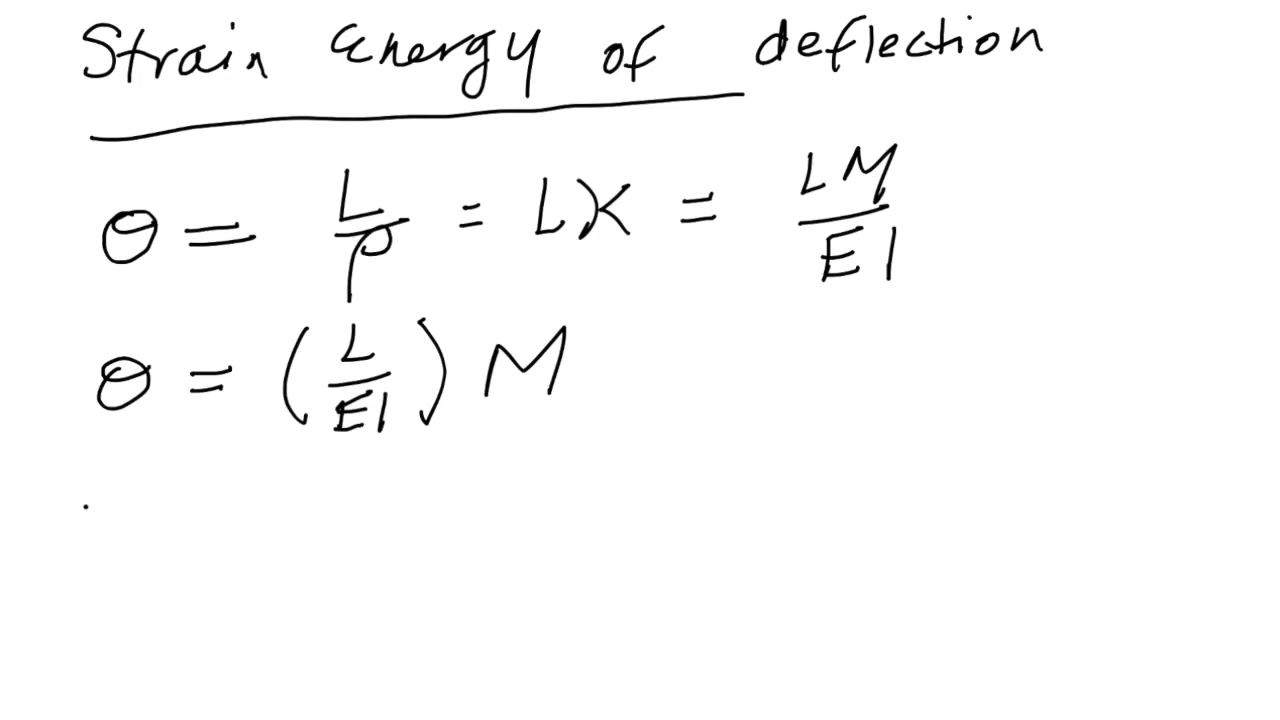 Strain energy of deflection
θ = L/ρ = Lκ = LM/EI
θ = (L/EI) M